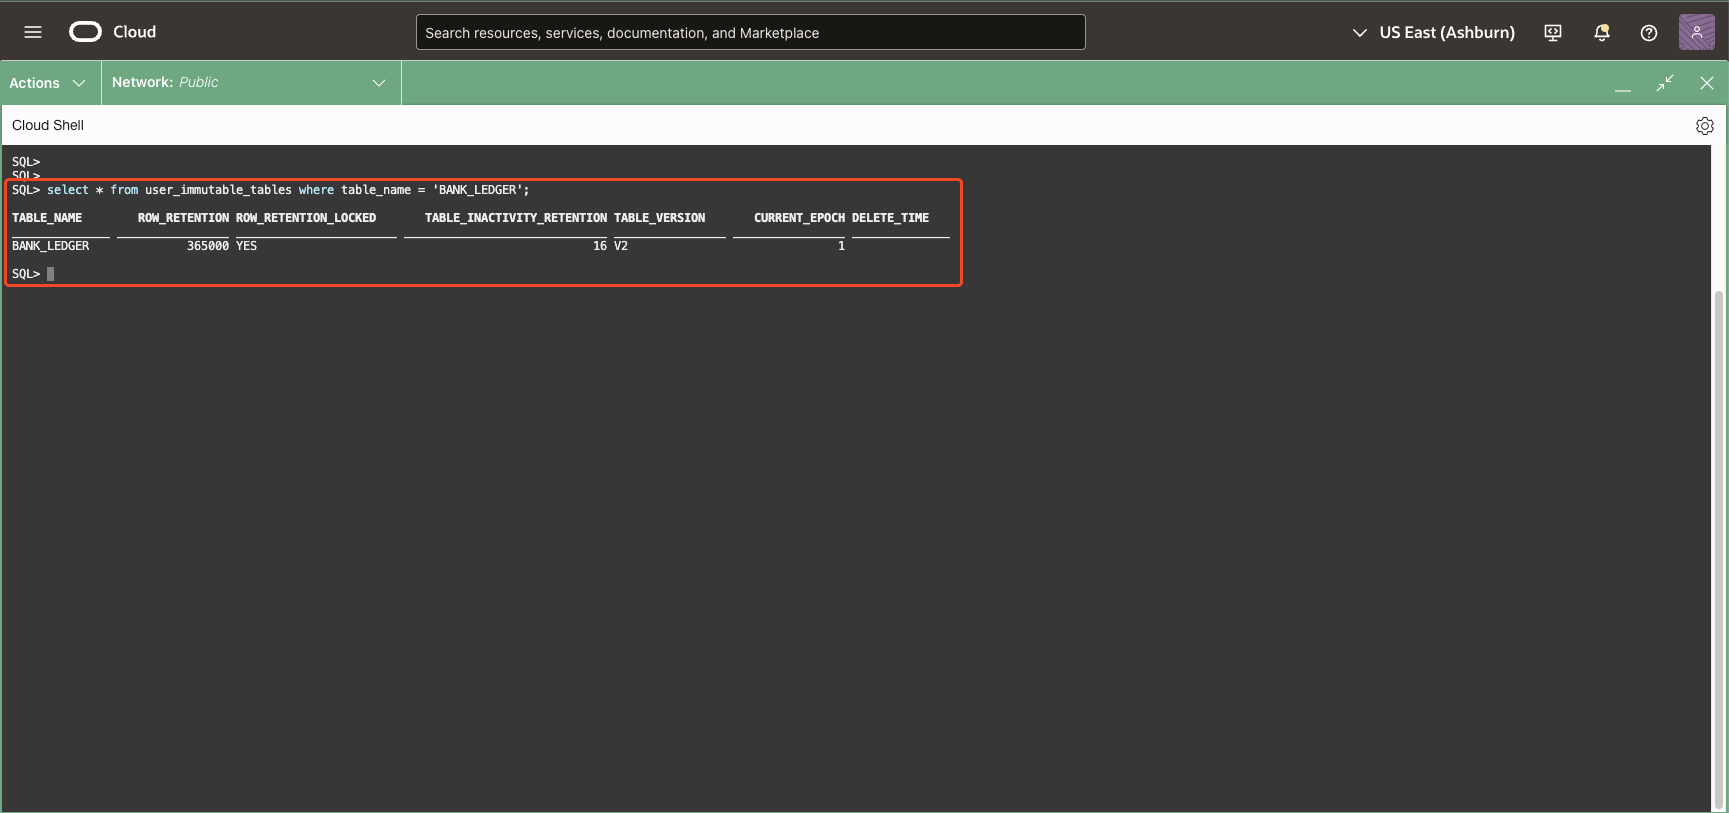 Cloud
Search resources, services, documentation, and Marketplace
US East (Ashburn)
Actions
Network: Public
Cloud Shell
SQL>
SQL>
SQL> select * from user_immutable_tables where table_name = 'BANK_LEDGER';
TABLE_NAME ROW_RETENTION ROW_RETENTION_LOCKED TABLE_INACTIVITY_RETENTION TABLE_VERSION CURRENT_EPOCH DELETE_TIME
BANK_LEDGER 365000 YES 16 V2 1
SQL>